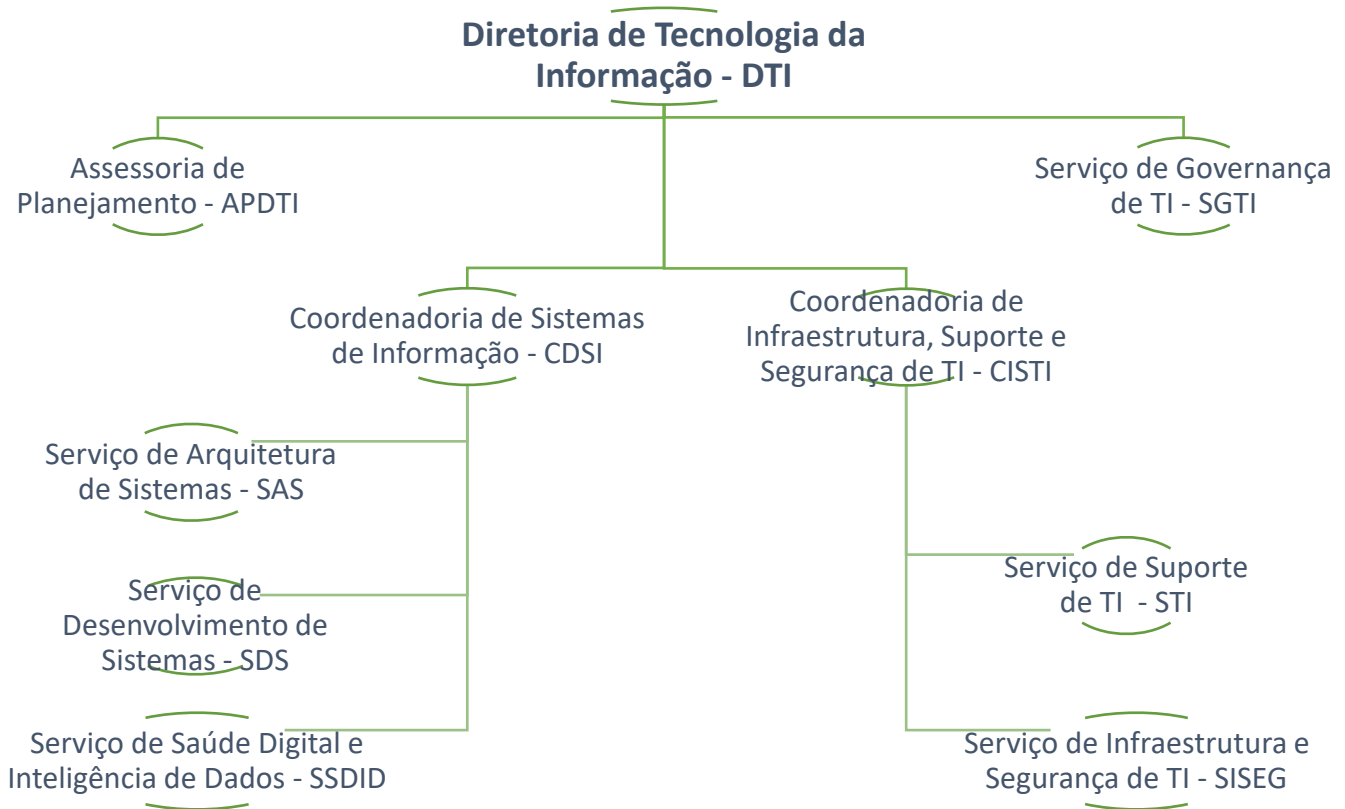 Diretoria de Tecnologia da
Informação - DTI
Assessoria de
Planejamento - APDTI
Serviço de Governança
de TI - SGTI
Coordenadoria de Sistemas
de Informação - CDSI
Coordenadoria de
Infraestrutura, Suporte e
Segurança de TI - CISTI
Serviço de Arquitetura
de Sistemas - SAS
Serviço de
Desenvolvimento de
Sistemas - SDS
Serviço de Saúde Digital e
Inteligência de Dados - SSDID
Serviço de Suporte
de TI  - STI
Serviço de Infraestrutura e
Segurança de TI - SISEG